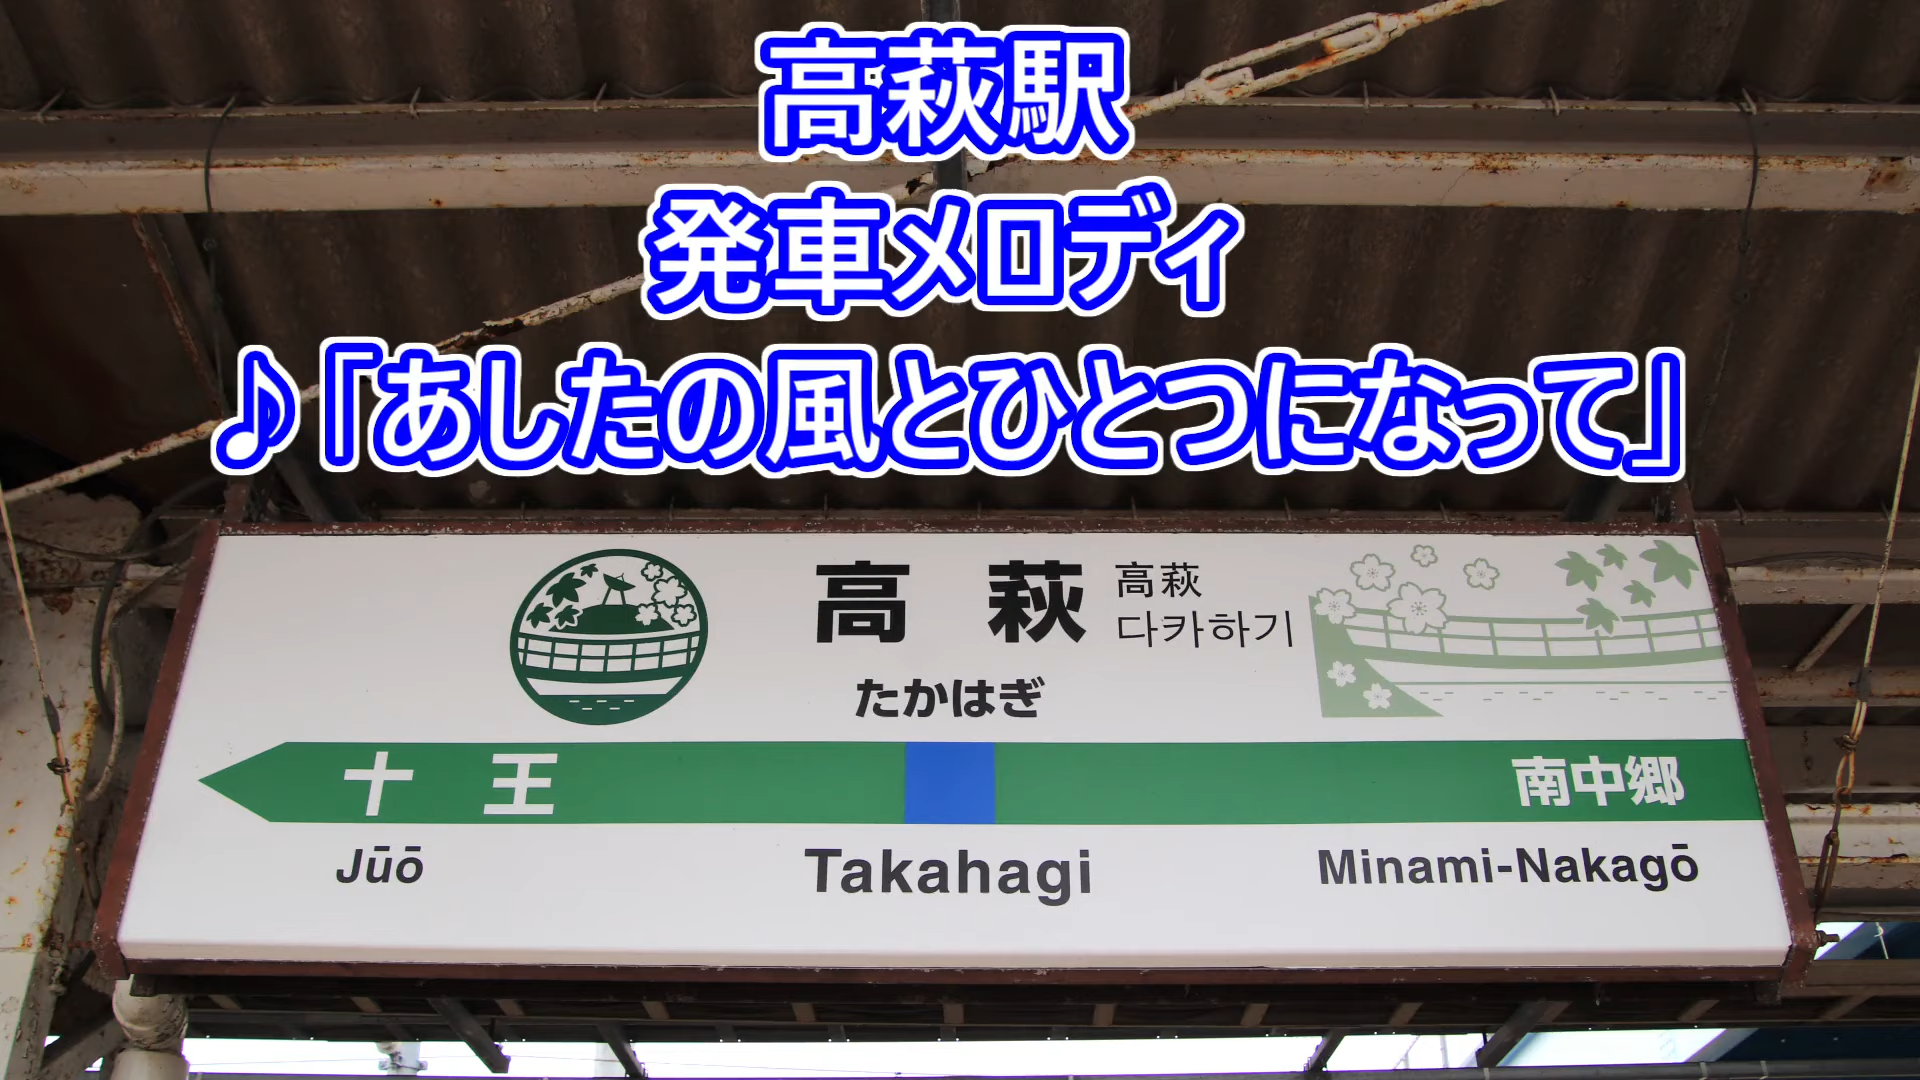 高萩駅
発車メロディ
♪「あしたの風とひとつになって」
高萩 高萩
다카하기
たかはぎ
十王 南中郷
Jūō Takahagi Minami-Nakagō